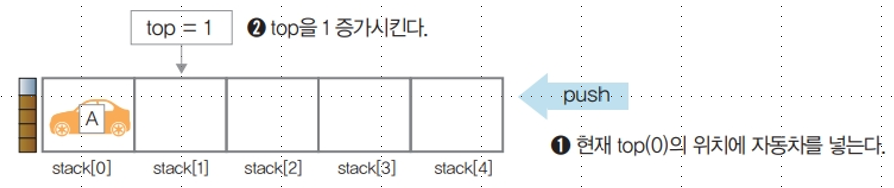 top = 1 ❷ top을 1 증가시킨다.
A
push
stack[0] stack[1] stack[2] stack[3] stack[4]
❶ 현재 top(0)의 위치에 자동차를 넣는다.